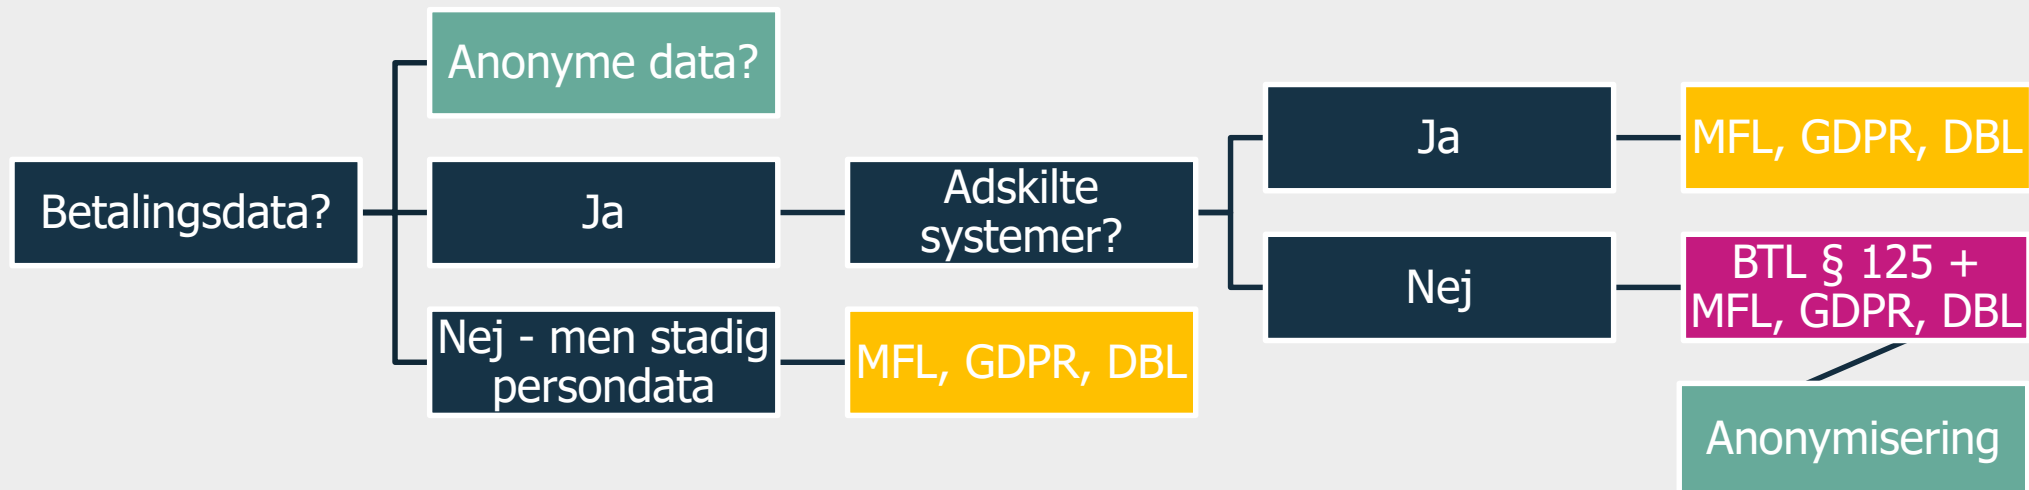 Betalingsdata?
Anonyme data?
Ja
Nej - men stadig
persondata
MFL, GDPR, DBL
Adskilte
systemer?
Ja
MFL, GDPR, DBL
Nej
BTL § 125 +
MFL, GDPR, DBL
Anonymisering